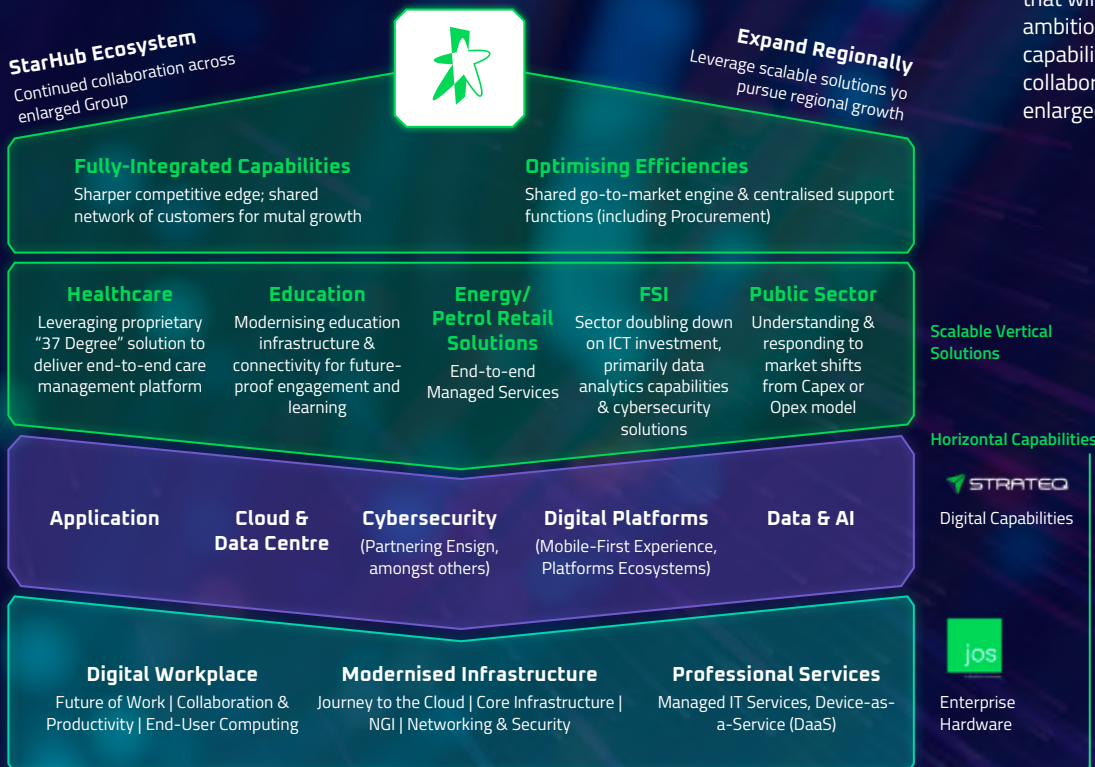 that will
ambition
capabili
collabor
enlarged
StarHub Ecosystem
Continued collaboration across
enlarged Group
Expand Regionally
Leverage scalable solutions yo
pursue regional growth
Fully-Integrated Capabilities
Sharper competitive edge; shared
network of customers for mutal growth
Optimising Efficiencies
Shared go-to-market engine & centralised support
functions (including Procurement)
Healthcare
Leveraging proprietary
"37 Degree" solution to
deliver end-to-end care
management platform
Education
Modernising education
infrastructure &
connectivity for future-
proof engagement and
learning
Energy/
Petrol Retail
Solutions
End-to-end
Managed Services
FSI
Sector doubling down
on ICT investment,
primarily data
analytics capabilities
& cybersecurity
solutions
Public Sector
Understanding &
responding to
market shifts
from Capex or
Opex model
Scalable Vertical
Solutions
Horizontal Capabilities
Application
Cloud &
Data Centre
Cybersecurity
(Partnering Ensign,
amongst others)
Digital Platforms
(Mobile-First Experience,
Platforms Ecosystems)
Data & AI
STRATEQ
Digital Capabilities
Digital Workplace
Future of Work | Collaboration &
Productivity | End-User Computing
Modernised Infrastructure
Journey to the Cloud | Core Infrastructure |
NGI | Networking & Security
Professional Services
Managed IT Services, Device-as-
a-Service (DaaS)
jos
Enterprise
Hardware